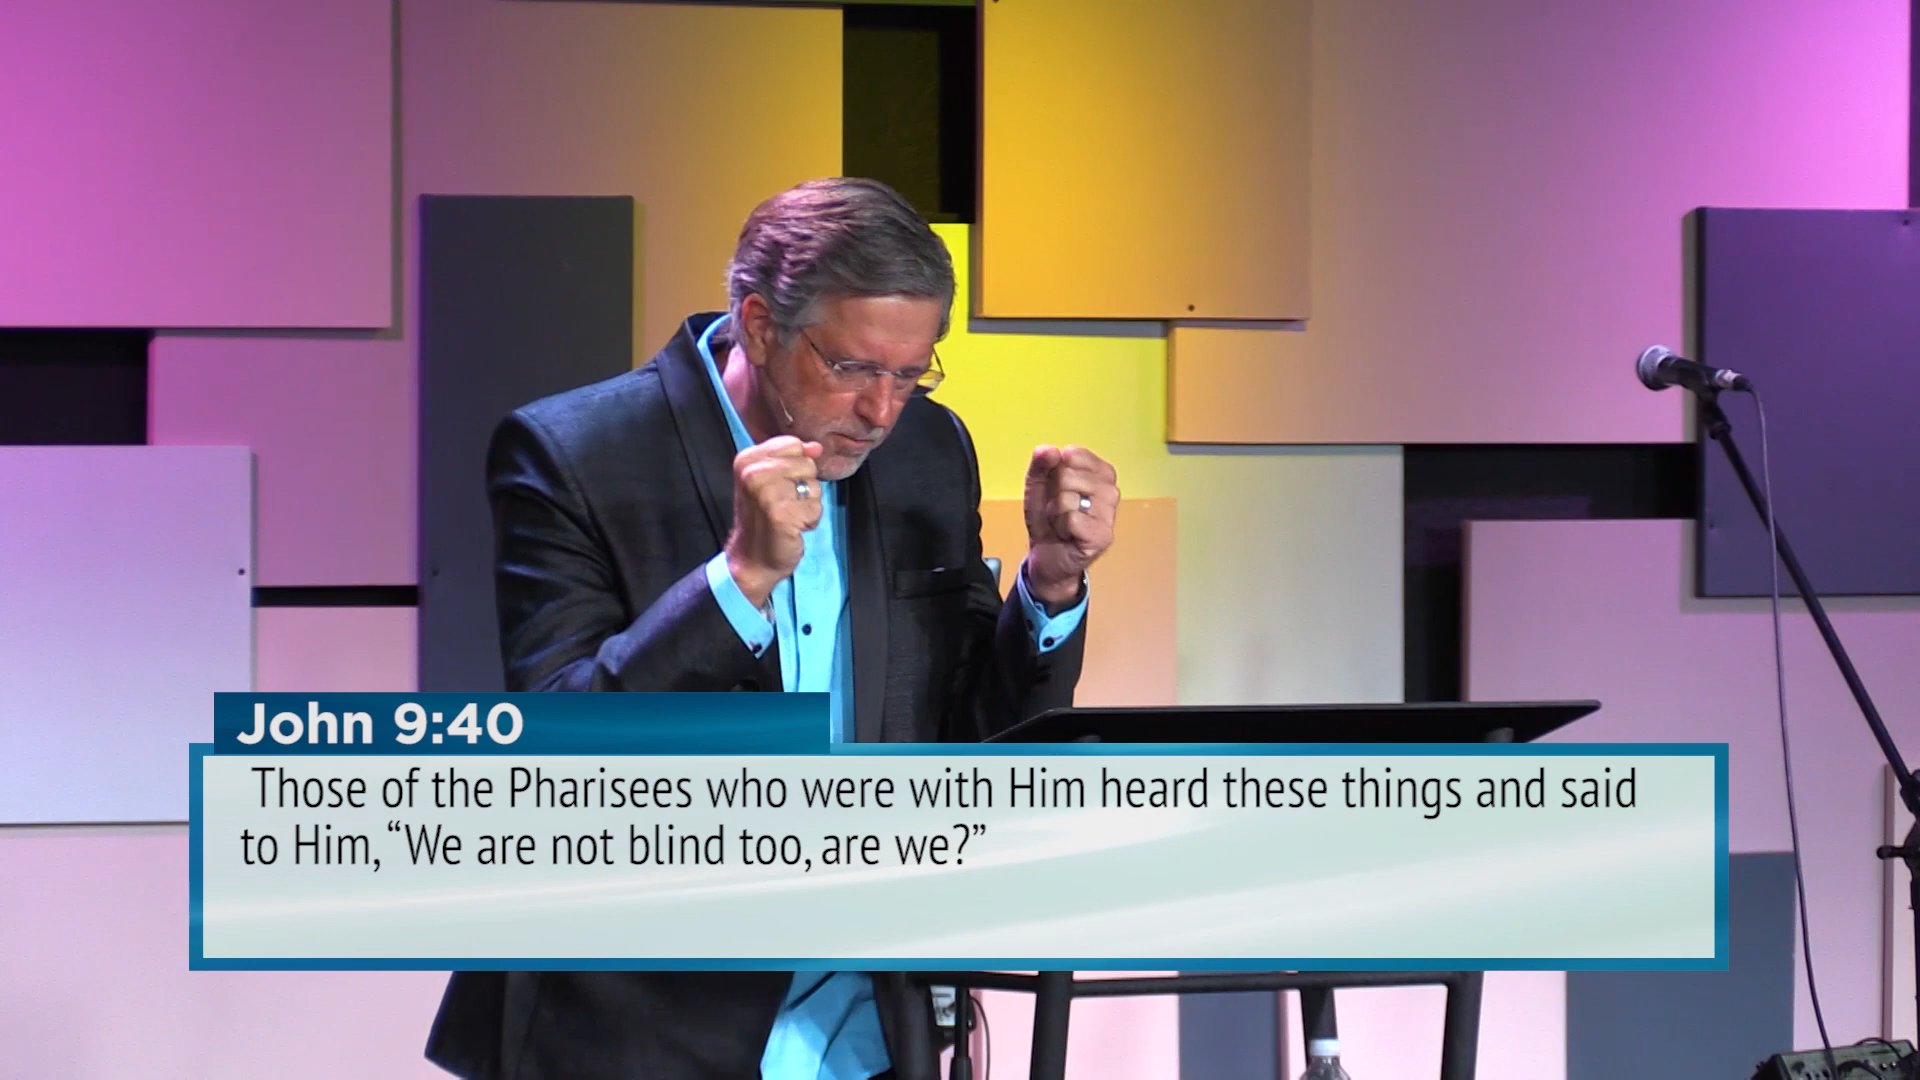 John 9:40
Those of the Pharisees who were with Him heard these things and said
to Him, “We are not blind too, are we?”